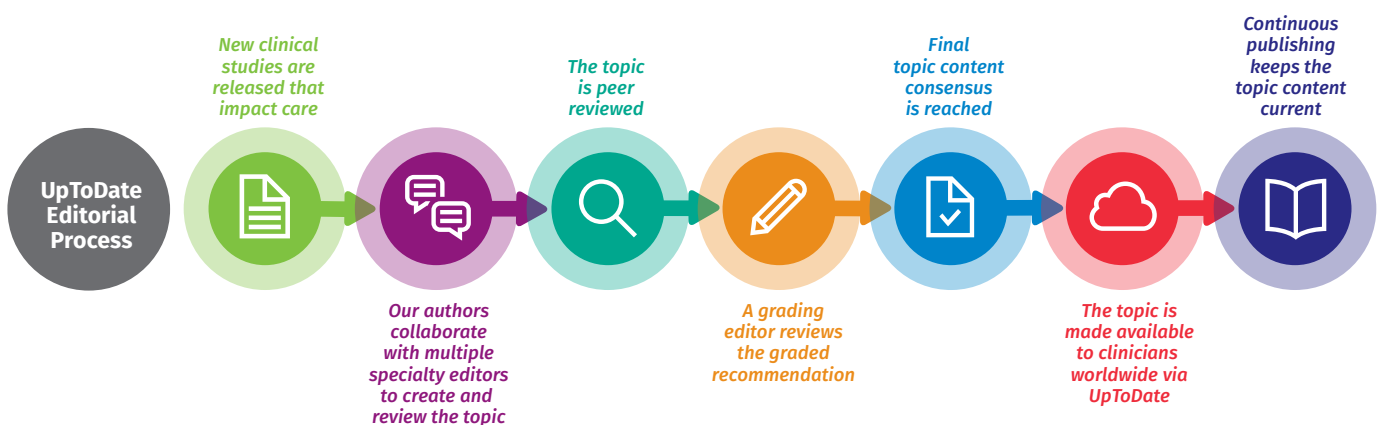 UpToDate
Editorial
Process
New clinical
studies are
released that
impact care
Our authors
collaborate
with multiple
specialty editors
to create and
review the topic
The topic
is peer
reviewed
A grading
editor reviews
the graded
recommendation
Final
topic content
consensus
is reached
The topic is
made available
to clinicians
worldwide via
UpToDate
Continuous
publishing
keeps the
topic content
current